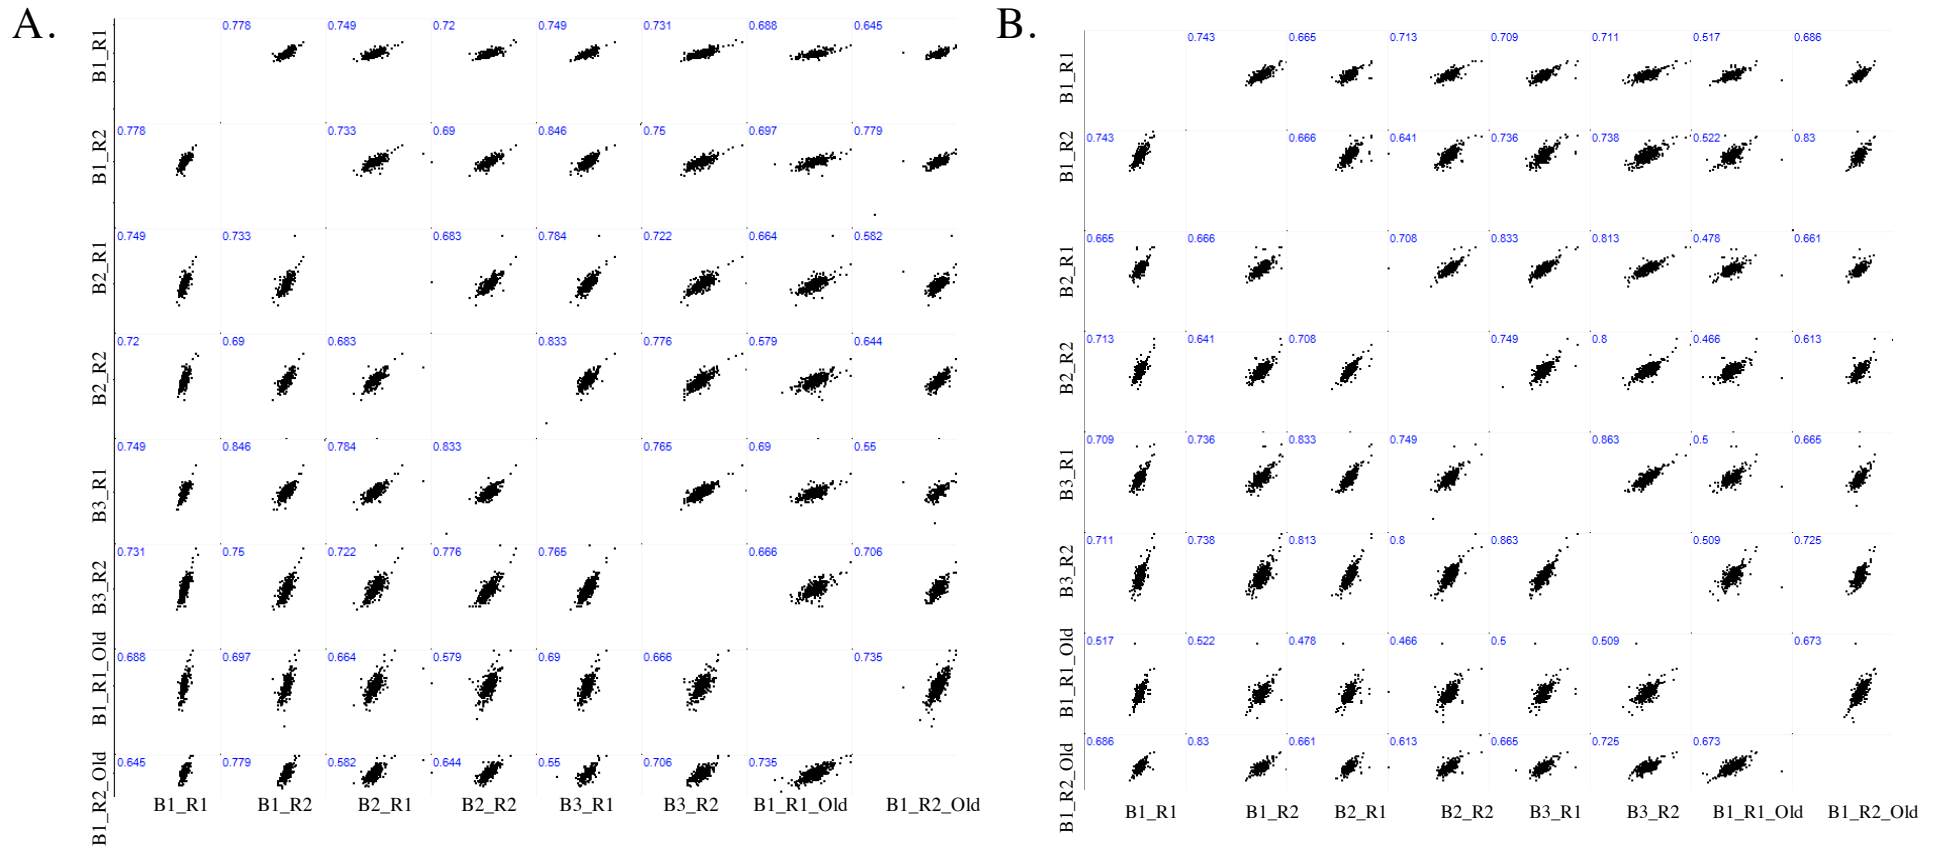 A.
B1_R1 0.778 0.749 0.72 0.749 0.731 0.688 0.645
B1_R2 0.778 0.733 0.69 0.846 0.75 0.697 0.779
B2_R1 0.749 0.733 0.683 0.784 0.722 0.664 0.582
B2_R2 0.72 0.69 0.683 0.833 0.776 0.579 0.644
B3_R1 0.749 0.846 0.784 0.833 0.765 0.69 0.55
B3_R2 0.731 0.75 0.722 0.776 0.765 0.666 0.706
B1_R1_Old 0.688 0.697 0.664 0.579 0.69 0.666 0.735
B1_R2_Old 0.645 0.779 0.582 0.644 0.55 0.706 0.735
B1_R1 B1_R2 B2_R1 B2_R2 B3_R1 B3_R2 B1_R1_Old B1_R2_Old
B.
B1_R1 0.743 0.665 0.713 0.709 0.711 0.517 0.686
B1_R2 0.743 0.666 0.641 0.736 0.738 0.522 0.83
B2_R1 0.665 0.666 0.708 0.833 0.813 0.478 0.661
B2_R2 0.713 0.641 0.708 0.749 0.8 0.466 0.613
B3_R1 0.709 0.736 0.833 0.749 0.863 0.5 0.665
B3_R2 0.711 0.738 0.813 0.8 0.863 0.509 0.725
B1_R1_Old 0.517 0.522 0.478 0.466 0.5 0.509 0.673
B1_R2_Old 0.686 0.83 0.661 0.613 0.665 0.725 0.673
B1_R1 B1_R2 B2_R1 B2_R2 B3_R1 B3_R2 B1_R1_Old B1_R2_Old